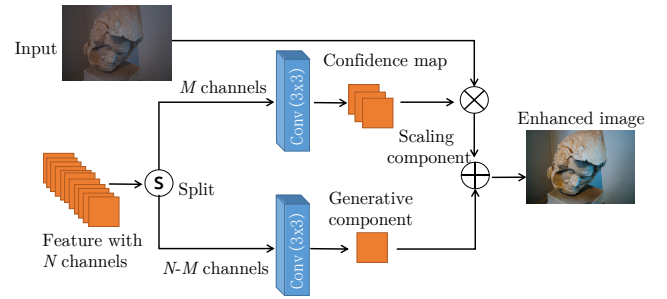 Input
M channels
Conv (3x3)
Confidence map
Scaling
component
Enhanced image
S
Split
Feature with
N channels
N-M channels
Conv (3x3)
Generative
component